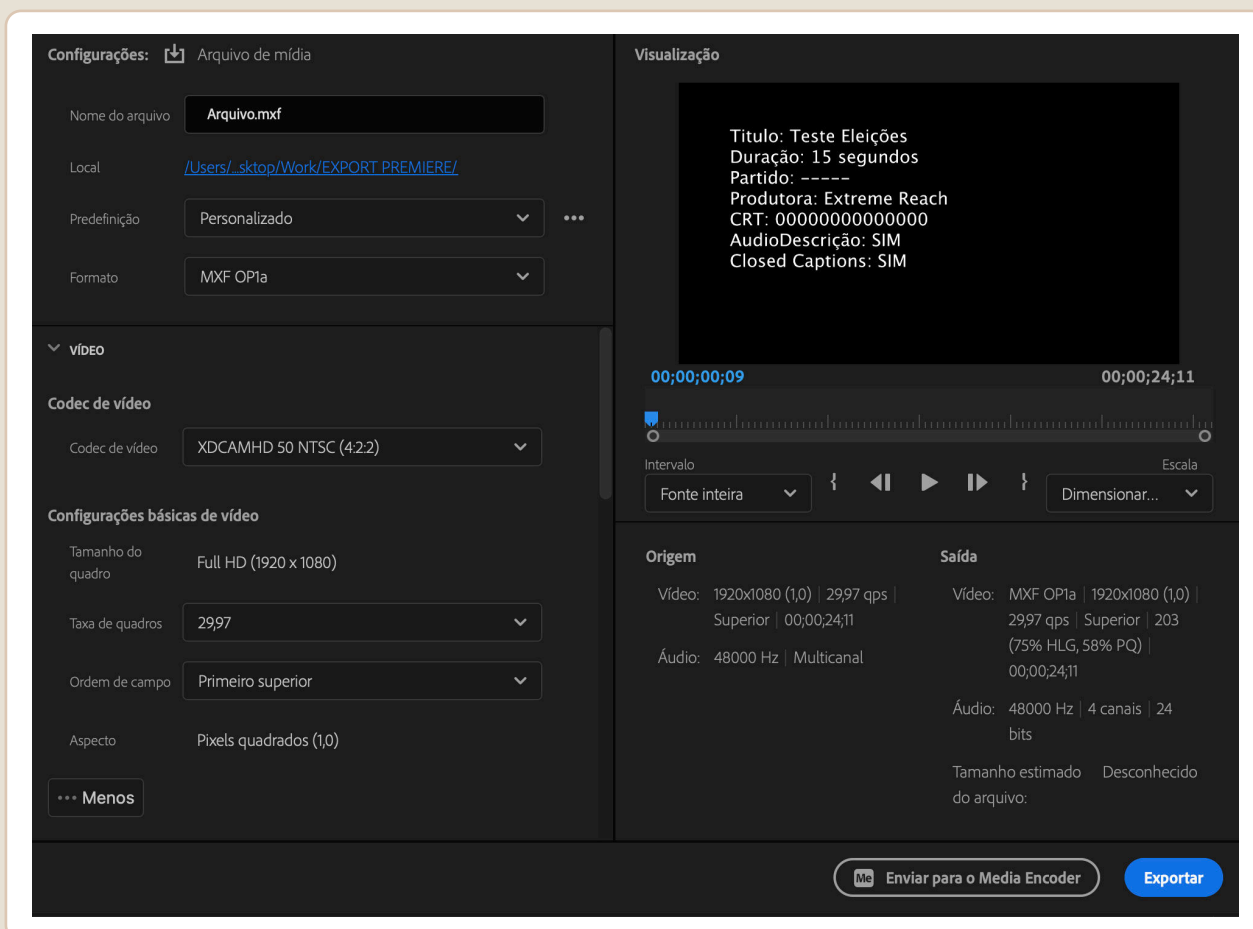 Configurações: Arquivo de mídia
Nome do arquivo Arquivo.mxf
Local /Users/...sktop/Work/EXPORT PREMIERE/
Predefinição Personalizado
Formato MXF OP1a
VÍDEO
Codec de vídeo
Codec de vídeo XDCAMHD 50 NTSC (4:2:2)
Configurações básicas de vídeo
Tamanho do
quadro
Full HD (1920 x 1080)
Taxa de quadros 29,97
Ordem de campo Primeiro superior
Aspecto Pixels quadrados (1,0)
••• Menos
Visualização
Titulo: Teste Eleições
Duração: 15 segundos
Partido: -----
Produtora: Extreme Reach
CRT: 00000000000000
AudioDescrição: SIM
Closed Captions: SIM
00;00;00;09 00;00;24;11
Intervalo Escala
Fonte inteira Dimensionar...
Origem
Vídeo: 1920x1080 (1,0) | 29,97 qps |
Superior | 00;00;24;11
Áudio: 48000 Hz | Multicanal
Saída
Vídeo: MXF OP1a | 1920x1080 (1,0) |
29,97 qps | Superior | 203
(75% HLG, 58% PQ) |
00;00;24;11
Áudio: 48000 Hz | 4 canais | 24
bits
Tamanho estimado Desconhecido
do arquivo:
Me Enviar para o Media Encoder
Exportar